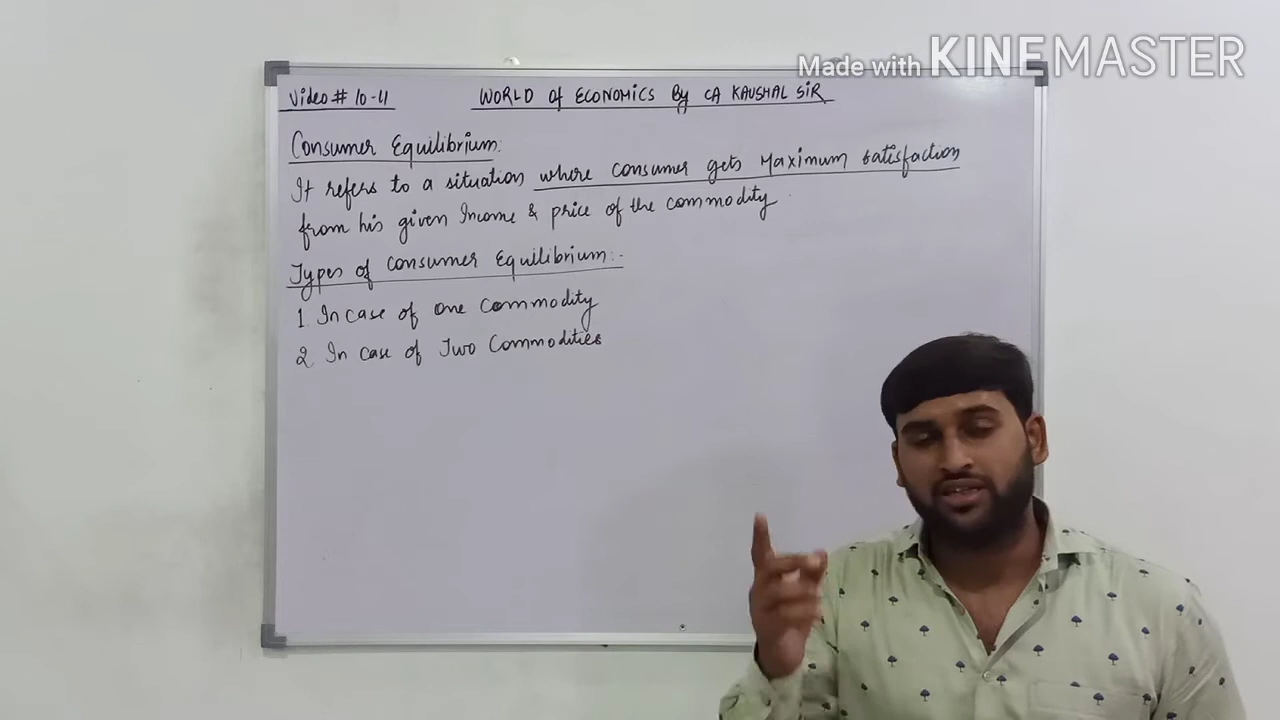 Made with KINEMASTER
Video# 10-11 WORLD of ECONOMICS By CA KAUSHAL SIR
Consumer Equilibrium:
It refers to a situation where consumer gets Maximum satisfaction
from his given Income & price of the commodity.
Types of consumer Equilibrium:-
1. In case of one commodity
2. In case of Two Commodities